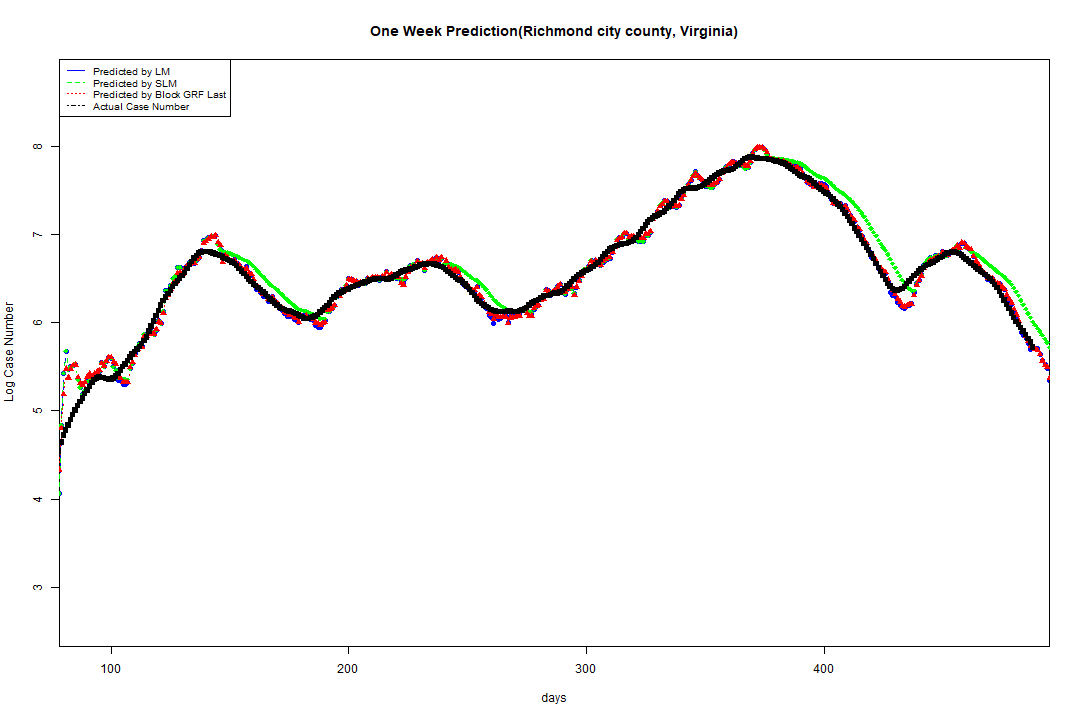 One Week Prediction(Richmond city county, Virginia)
Predicted by LM
Predicted by SLM
Predicted by Block GRF Last
Actual Case Number
8
7
6
5
4
3
Log Case Number
100 200 300 400
days